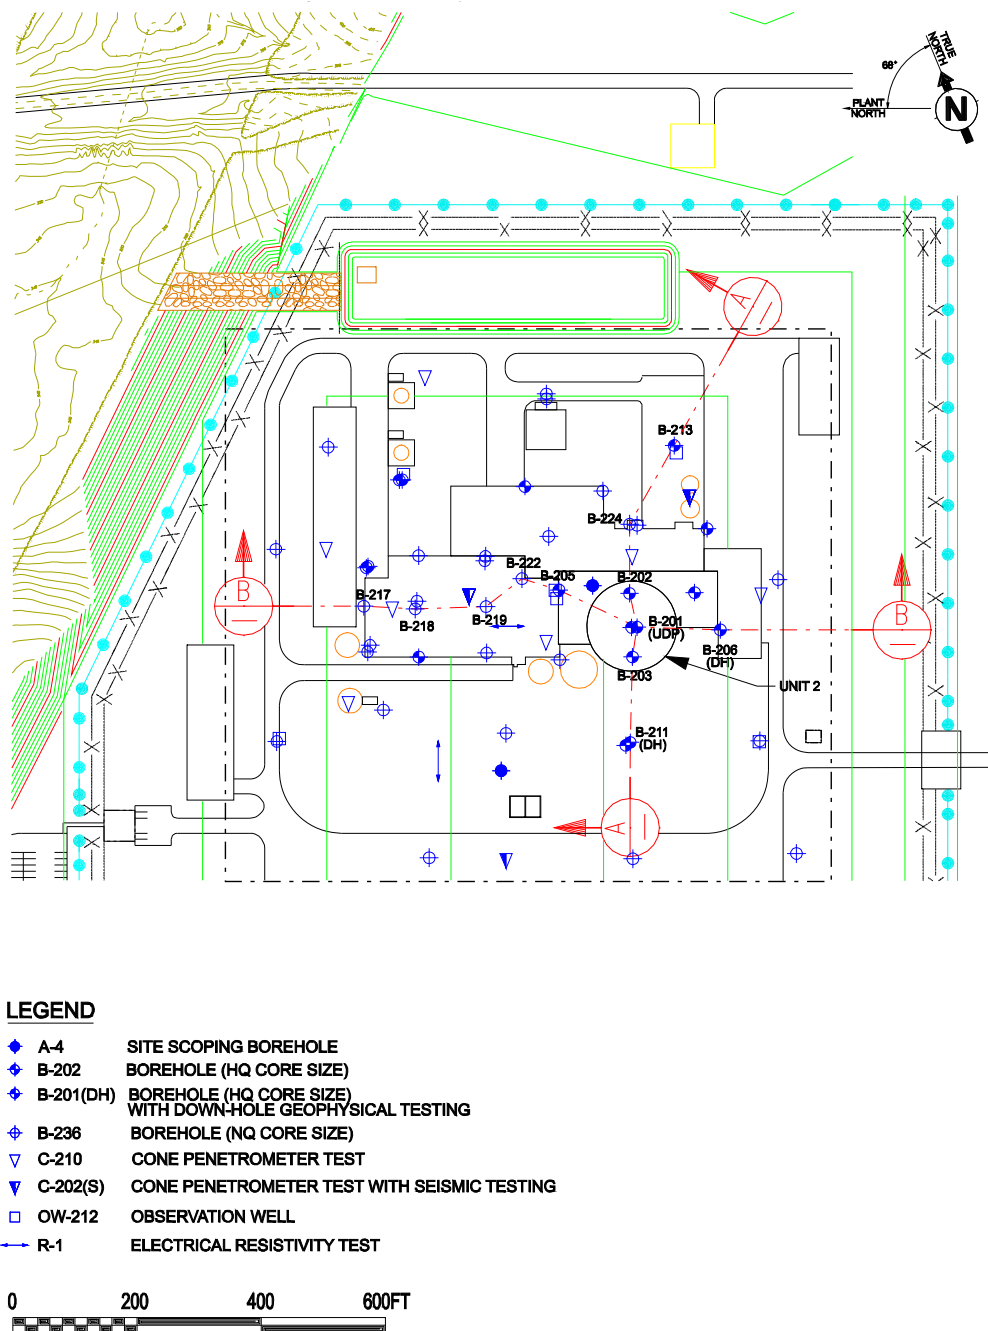 TRUE
NORTH
68°
PLANT
NORTH
N
A
B-213
B-224
B
B-222
B-205
B-202
B-217
B-218
B-219
B-201
(UDP)
B-206
(DH)
B
B-203
UNIT 2
B-211
(DH)
A
LEGEND
A-4 SITE SCOPING BOREHOLE
B-202 BOREHOLE (HQ CORE SIZE)
B-201(DH) BOREHOLE (HQ CORE SIZE)
WITH DOWN-HOLE GEOPHYSICAL TESTING
B-236 BOREHOLE (NQ CORE SIZE)
C-210 CONE PENETROMETER TEST
C-202(S) CONE PENETROMETER TEST WITH SEISMIC TESTING
OW-212 OBSERVATION WELL
R-1 ELECTRICAL RESISTIVITY TEST
0 200 400 600FT